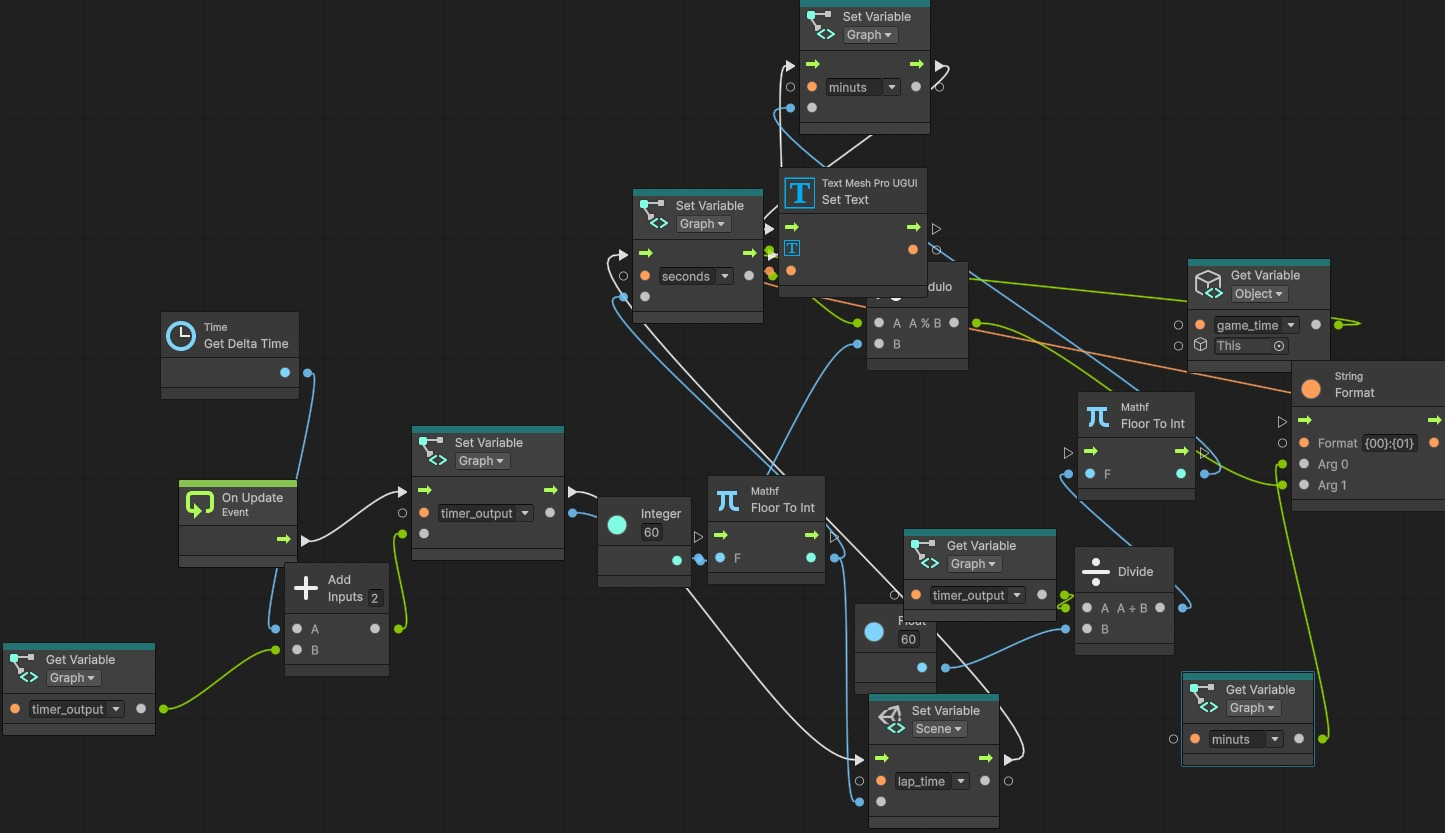 Set Variable
Graph
minuts
Text Mesh Pro UGUI
Set Text
Set Variable
Graph
seconds
dulo
A A % B
B
Get Variable
Object
game_time
This
Time
Get Delta Time
String
Format
Format {00}:{01}
Arg 0
Arg 1
Mathf
Floor To Int
F
Set Variable
Graph
timer_output
On Update
Event
Integer
60
Mathf
Floor To Int
F
Get Variable
Graph
timer_output
Divide
A A ÷ B
B
Add
Inputs 2
A
B
Float
60
Get Variable
Graph
timer_output
Get Variable
Graph
minuts
Set Variable
Scene
lap_time